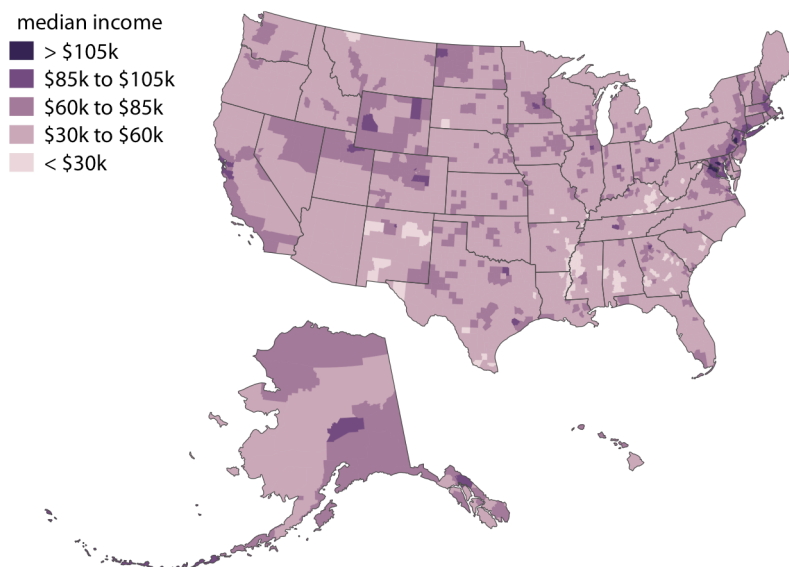 median income
> $105k
$85k to $105k
$60k to $85k
$30k to $60k
< $30k